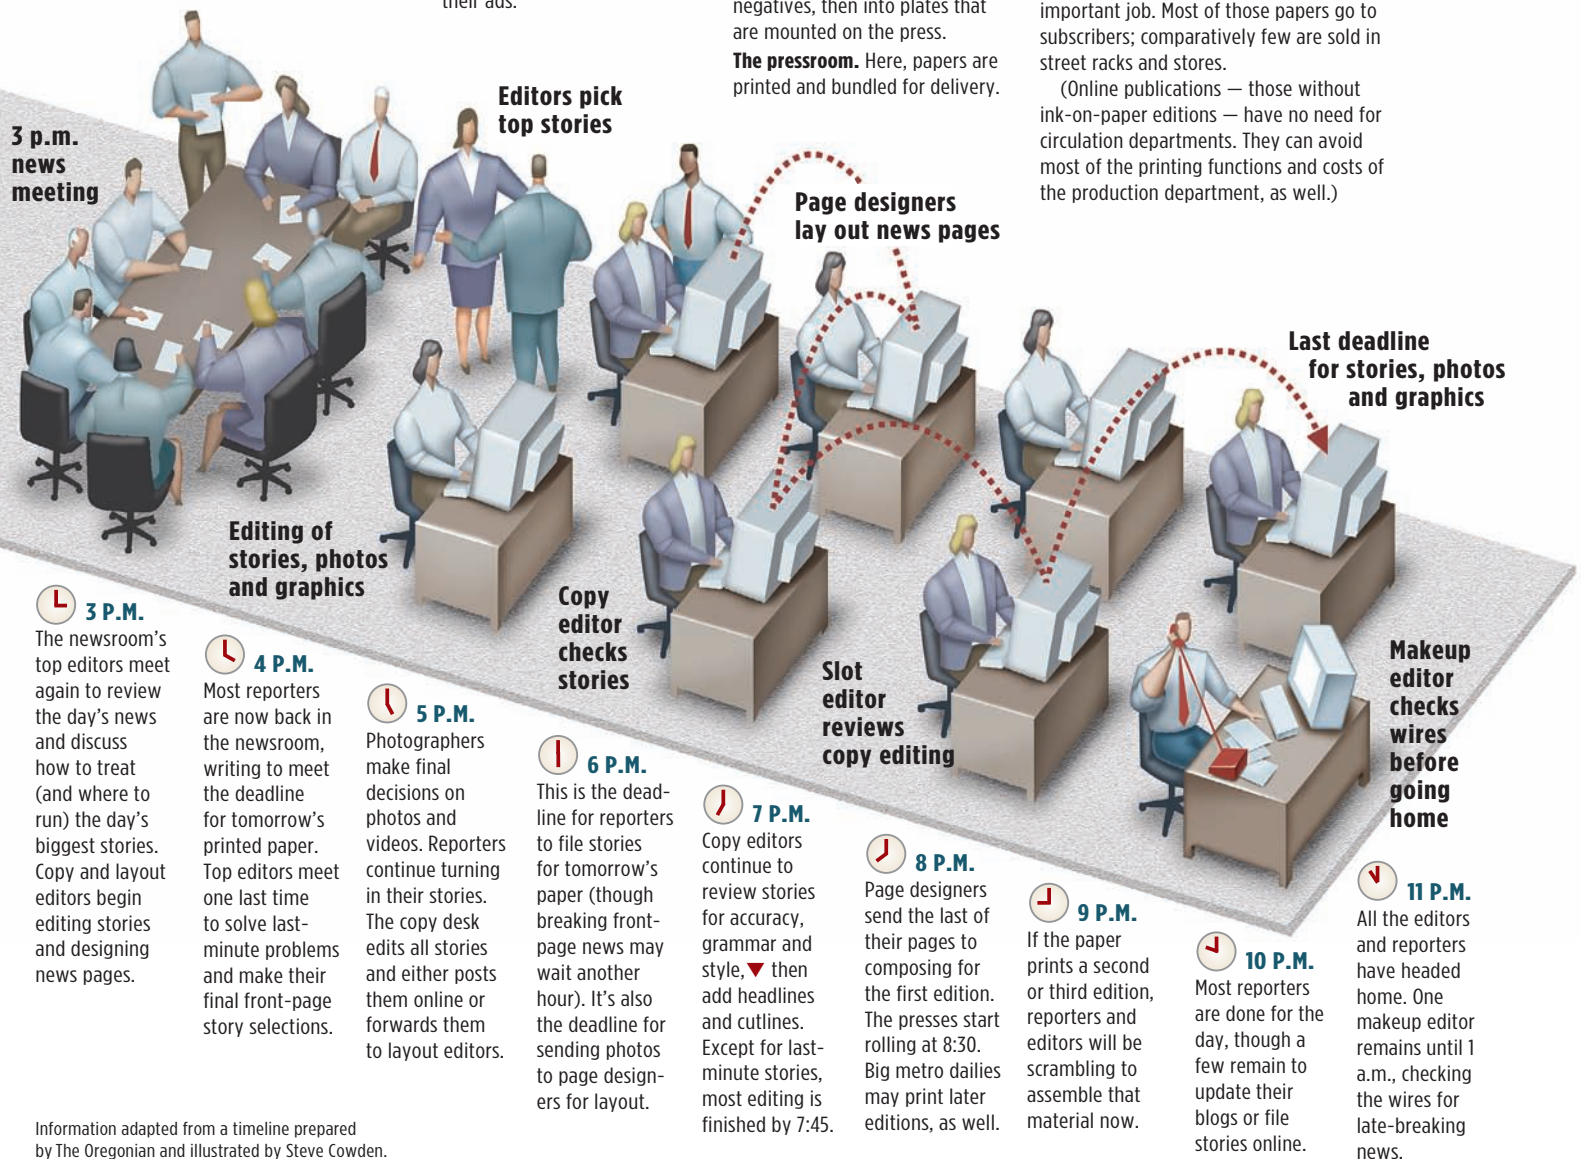 their ads.
negatives, then into plates that
are mounted on the press.
The pressroom. Here, papers are
printed and bundled for delivery.
important job. Most of those papers go to
subscribers; comparatively few are sold in
street racks and stores.
(Online publications — those without
ink-on-paper editions — have no need for
circulation departments. They can avoid
most of the printing functions and costs of
the production department, as well.)
3 p.m.
news
meeting
Editors pick
top stories
Page designers
lay out news pages
Last deadline
for stories, photos
and graphics
Editing of
stories, photos
and graphics
Copy
editor
checks
stories
Slot
editor
reviews
copy editing
Makeup
editor
checks
wires
before
going
home
3 P.M.
The newsroom's
top editors meet
again to review
the day's news
and discuss
how to treat
(and where to
run) the day's
biggest stories.
Copy and layout
editors begin
editing stories
and designing
news pages.
4 P.M.
Most reporters
are now back in
the newsroom,
writing to meet
the deadline
for tomorrow's
printed paper.
Top editors meet
one last time
to solve last-
minute problems
and make their
final front-page
story selections.
5 P.M.
Photographers
make final
decisions on
photos and
videos. Reporters
continue turning
in their stories.
The copy desk
edits all stories
and either posts
them online or
forwards them
to layout editors.
6 P.M.
This is the dead-
line for reporters
to file stories
for tomorrow's
paper (though
breaking front-
page news may
wait another
hour). It's also
the deadline for
sending photos
to page design-
ers for layout.
7 P.M.
Copy editors
continue to
review stories
for accuracy,
grammar and
style,▼ then
add headlines
and cutlines.
Except for last-
minute stories,
most editing is
finished by 7:45.
8 P.M.
Page designers
send the last of
their pages to
composing for
the first edition.
The presses start
rolling at 8:30.
Big metro dailies
may print later
editions, as well.
9 P.M.
If the paper
prints a second
or third edition,
reporters and
editors will be
scrambling to
assemble that
material now.
10 P.M.
Most reporters
are done for the
day, though a
few remain to
update their
blogs or file
stories online.
11 P.M.
All the editors
and reporters
have headed
home. One
makeup editor
remains until 1
a.m., checking
the wires for
late-breaking
news.
Information adapted from a timeline prepared
by The Oregonian and illustrated by Steve Cowden.